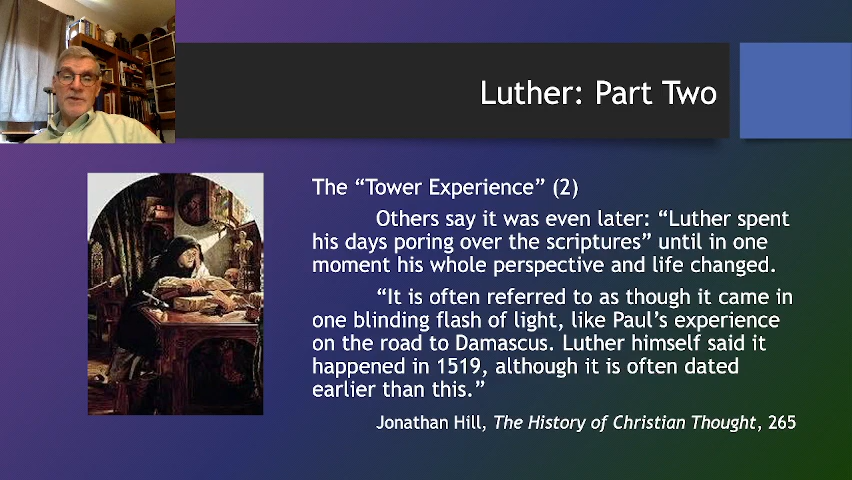 Luther: Part Two
The “Tower Experience” (2)
Others say it was even later: “Luther spent
his days poring over the scriptures” until in one
moment his whole perspective and life changed.
“It is often referred to as though it came in
one blinding flash of light, like Paul’s experience
on the road to Damascus. Luther himself said it
happened in 1519, although it is often dated
earlier than this.”
Jonathan Hill, The History of Christian Thought, 265